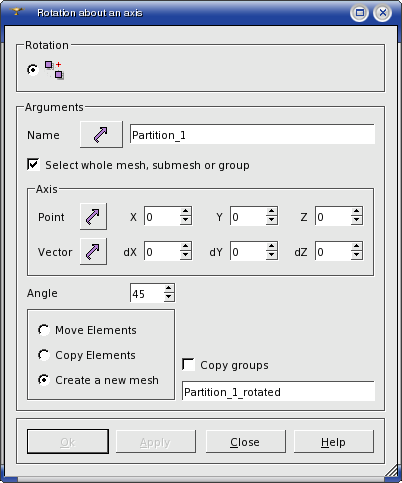 Rotation about an axis
Rotation
Arguments
Name Partition_1
Select whole mesh, submesh or group
Axis
Point X 0 Y 0 Z 0
Vector dX 0 dY 0 dZ 0
Angle 45
Move Elements
Copy Elements
Copy groups
Create a new mesh
Partition_1_rotated
Ok Apply Close Help